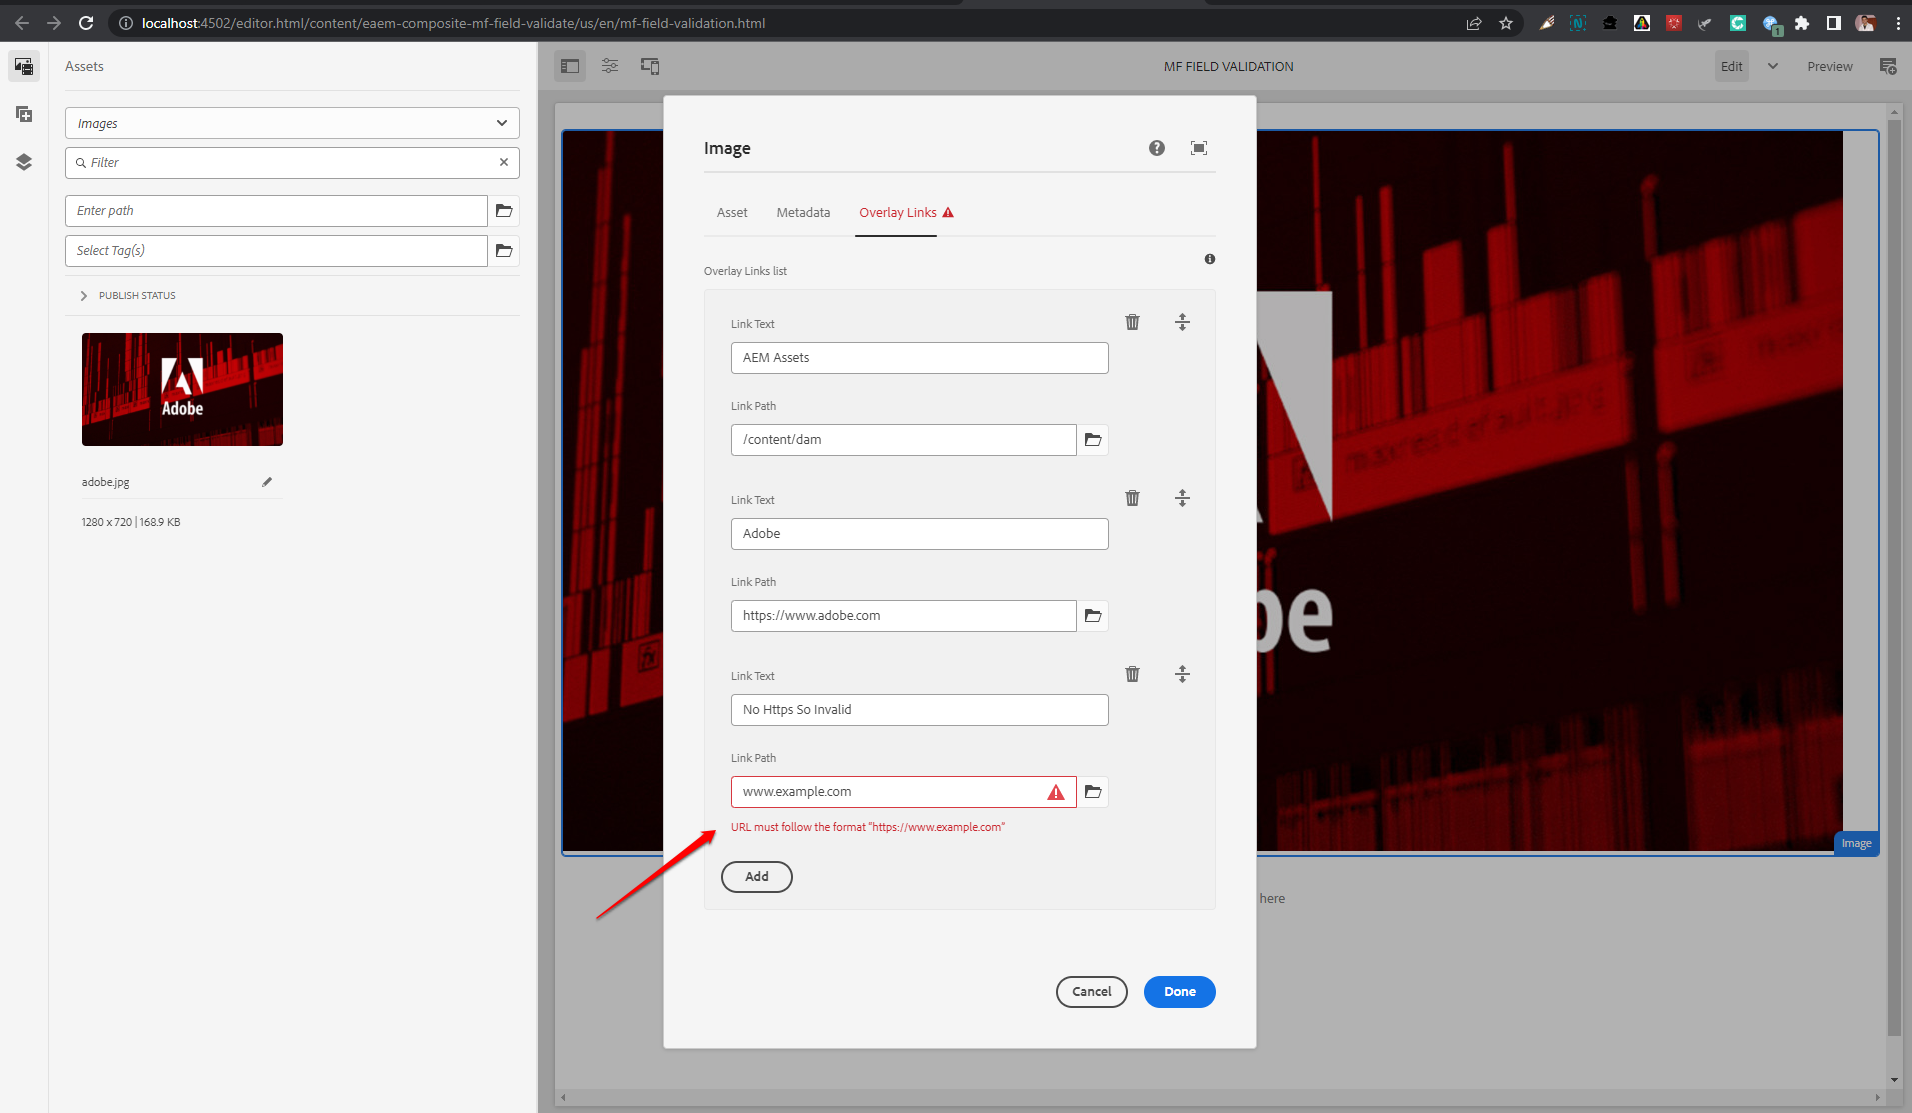 localhost:4502/editor.html/content/eaem-composite-mf-field-validate/us/en/mf-field-validation.html
1
Assets
Images
Filter
Enter path
Select Tag(s)
PUBLISH STATUS
Adobe
adobe.jpg
1280 x 720 | 168.9 KB
MF FIELD VALIDATION
Edit
Preview
Image
Asset
Metadata
Overlay Links
Overlay Links list
Link Text
AEM Assets
Link Path
/content/dam
Link Text
Adobe
Link Path
https://www.adobe.com
Link Text
No Https So Invalid
Link Path
www.example.com
URL must follow the format "https://www.example.com"
Add
Cancel
Done
be
Image
here